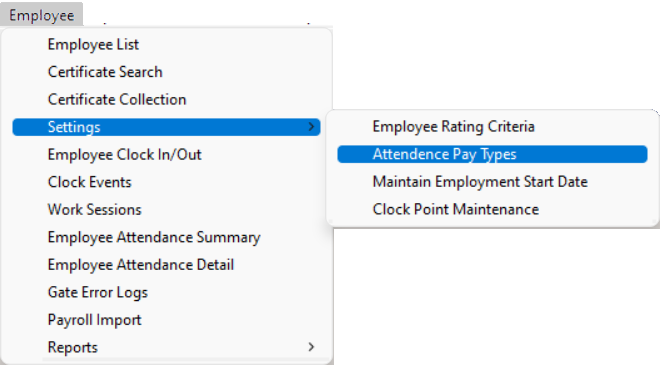 Employee
Employee List
Certificate Search
Certificate Collection
Settings
Employee Clock In/Out
Clock Events
Work Sessions
Employee Attendance Summary
Employee Attendance Detail
Gate Error Logs
Payroll Import
Reports
Employee Rating Criteria
Attendence Pay Types
Maintain Employment Start Date
Clock Point Maintenance